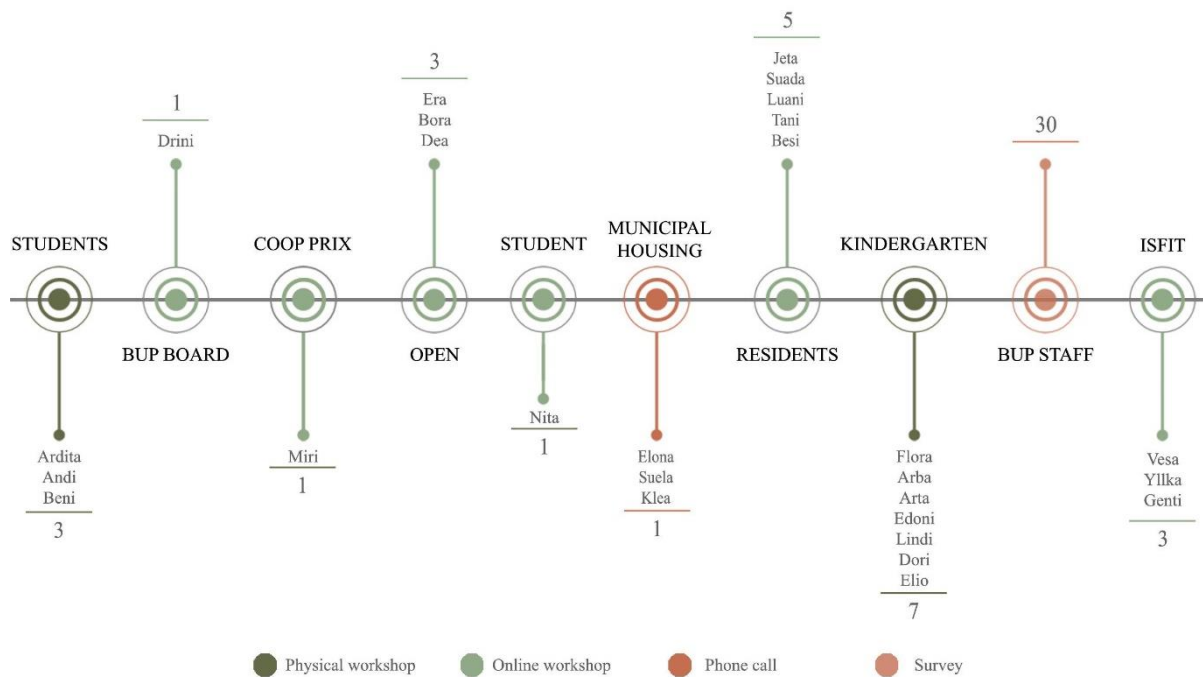 5
Jeta
Suada
Luani
Tani
Besi
3
Era
Bora
Dea
1
Drini
30
STUDENTS
COOP PRIX
STUDENT
MUNICIPAL
HOUSING
KINDERGARTEN
ISFIT
BUP BOARD
OPEN
RESIDENTS
BUP STAFF
Ardita
Andi
Beni
3
Miri
1
Nita
1
Elona
Suela
Klea
1
Flora
Arba
Arta
Edoni
Lindi
Dori
Elio
7
Vesa
Yllka
Genti
3
Physical workshop
Online workshop
Phone call
Survey